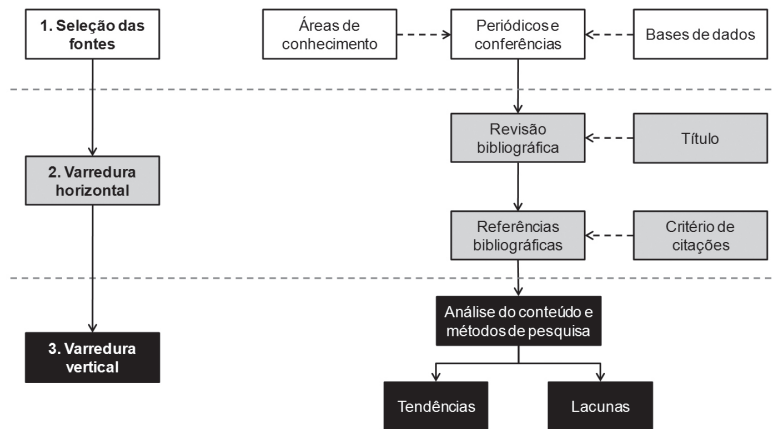 1. Seleção das
fontes
Áreas de
conhecimento
Periódicos e
conferências
Bases de dados
Revisão
bibliográfica
Título
2. Varredura
horizontal
Referências
bibliográficas
Critério de
citações
Análise do conteúdo e
métodos de pesquisa
3. Varredura
vertical
Tendências
Lacunas